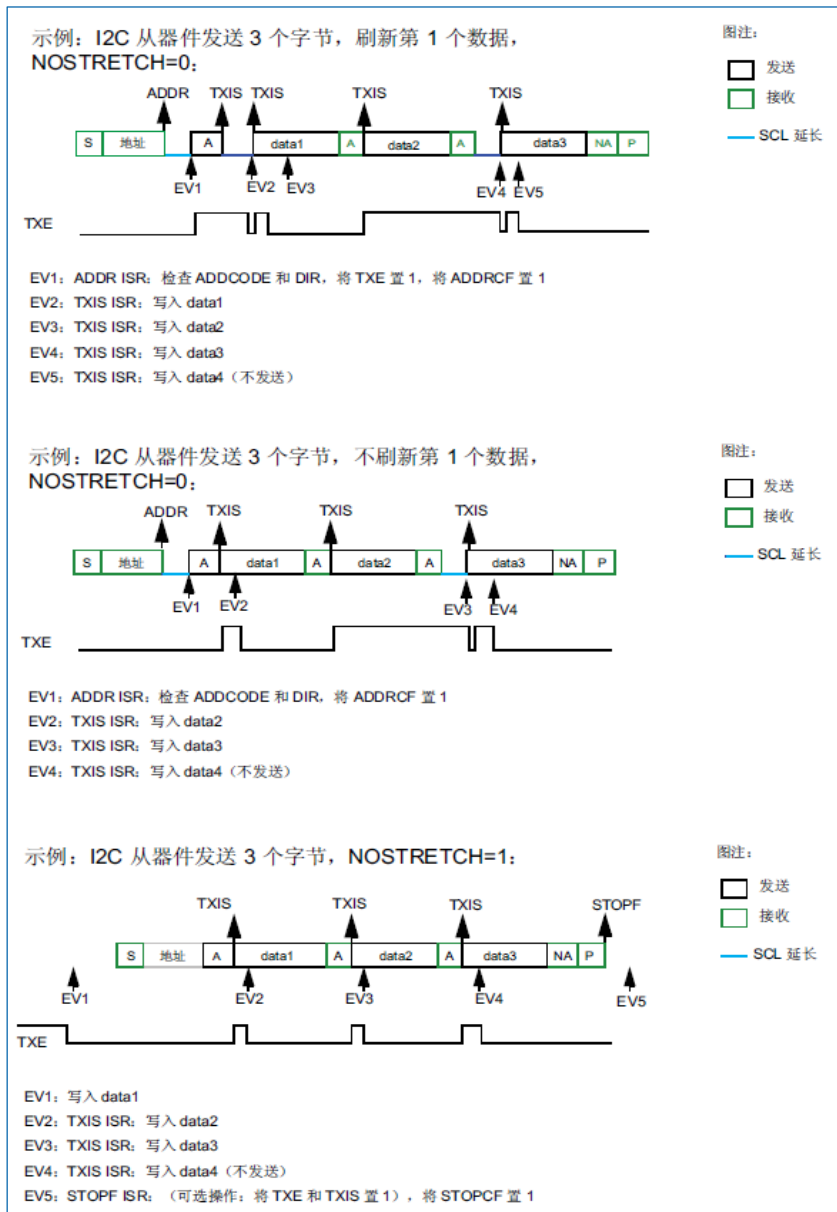 示例：I2C 从器件发送 3 个字节，刷新第 1 个数据，
NOSTRETCH=0：
图注：
发送
接收
SCL 延长
ADDR TXIS TXIS TXIS TXIS
S 地址 A data1 A data2 A data3 NA P
EV1 EV2 EV3 EV4 EV5
TXE
EV1：ADDR ISR：检查 ADDCODE 和 DIR，将 TXE 置 1，将 ADDRCF 置 1
EV2：TXIS ISR：写入 data1
EV3：TXIS ISR：写入 data2
EV4：TXIS ISR：写入 data3
EV5：TXIS ISR：写入 data4（不发送）
示例：I2C 从器件发送 3 个字节，不刷新第 1 个数据，
NOSTRETCH=0：
图注：
发送
接收
SCL 延长
ADDR TXIS TXIS TXIS
S 地址 A data1 A data2 A data3 NA P
EV1 EV2 EV3 EV4
TXE
EV1：ADDR ISR：检查 ADDCODE 和 DIR，将 ADDRCF 置 1
EV2：TXIS ISR：写入 data2
EV3：TXIS ISR：写入 data3
EV4：TXIS ISR：写入 data4（不发送）
示例：I2C 从器件发送 3 个字节，NOSTRETCH=1：
图注：
发送
接收
SCL 延长
TXIS TXIS TXIS STOPF
S 地址 A data1 A data2 A data3 NA P
EV1 EV2 EV3 EV4 EV5
TXE
EV1：写入 data1
EV2：TXIS ISR：写入 data2
EV3：TXIS ISR：写入 data3
EV4：TXIS ISR：写入 data4（不发送）
EV5：STOPF ISR：（可选操作：将 TXE 和 TXIS 置 1），将 STOPCF 置 1